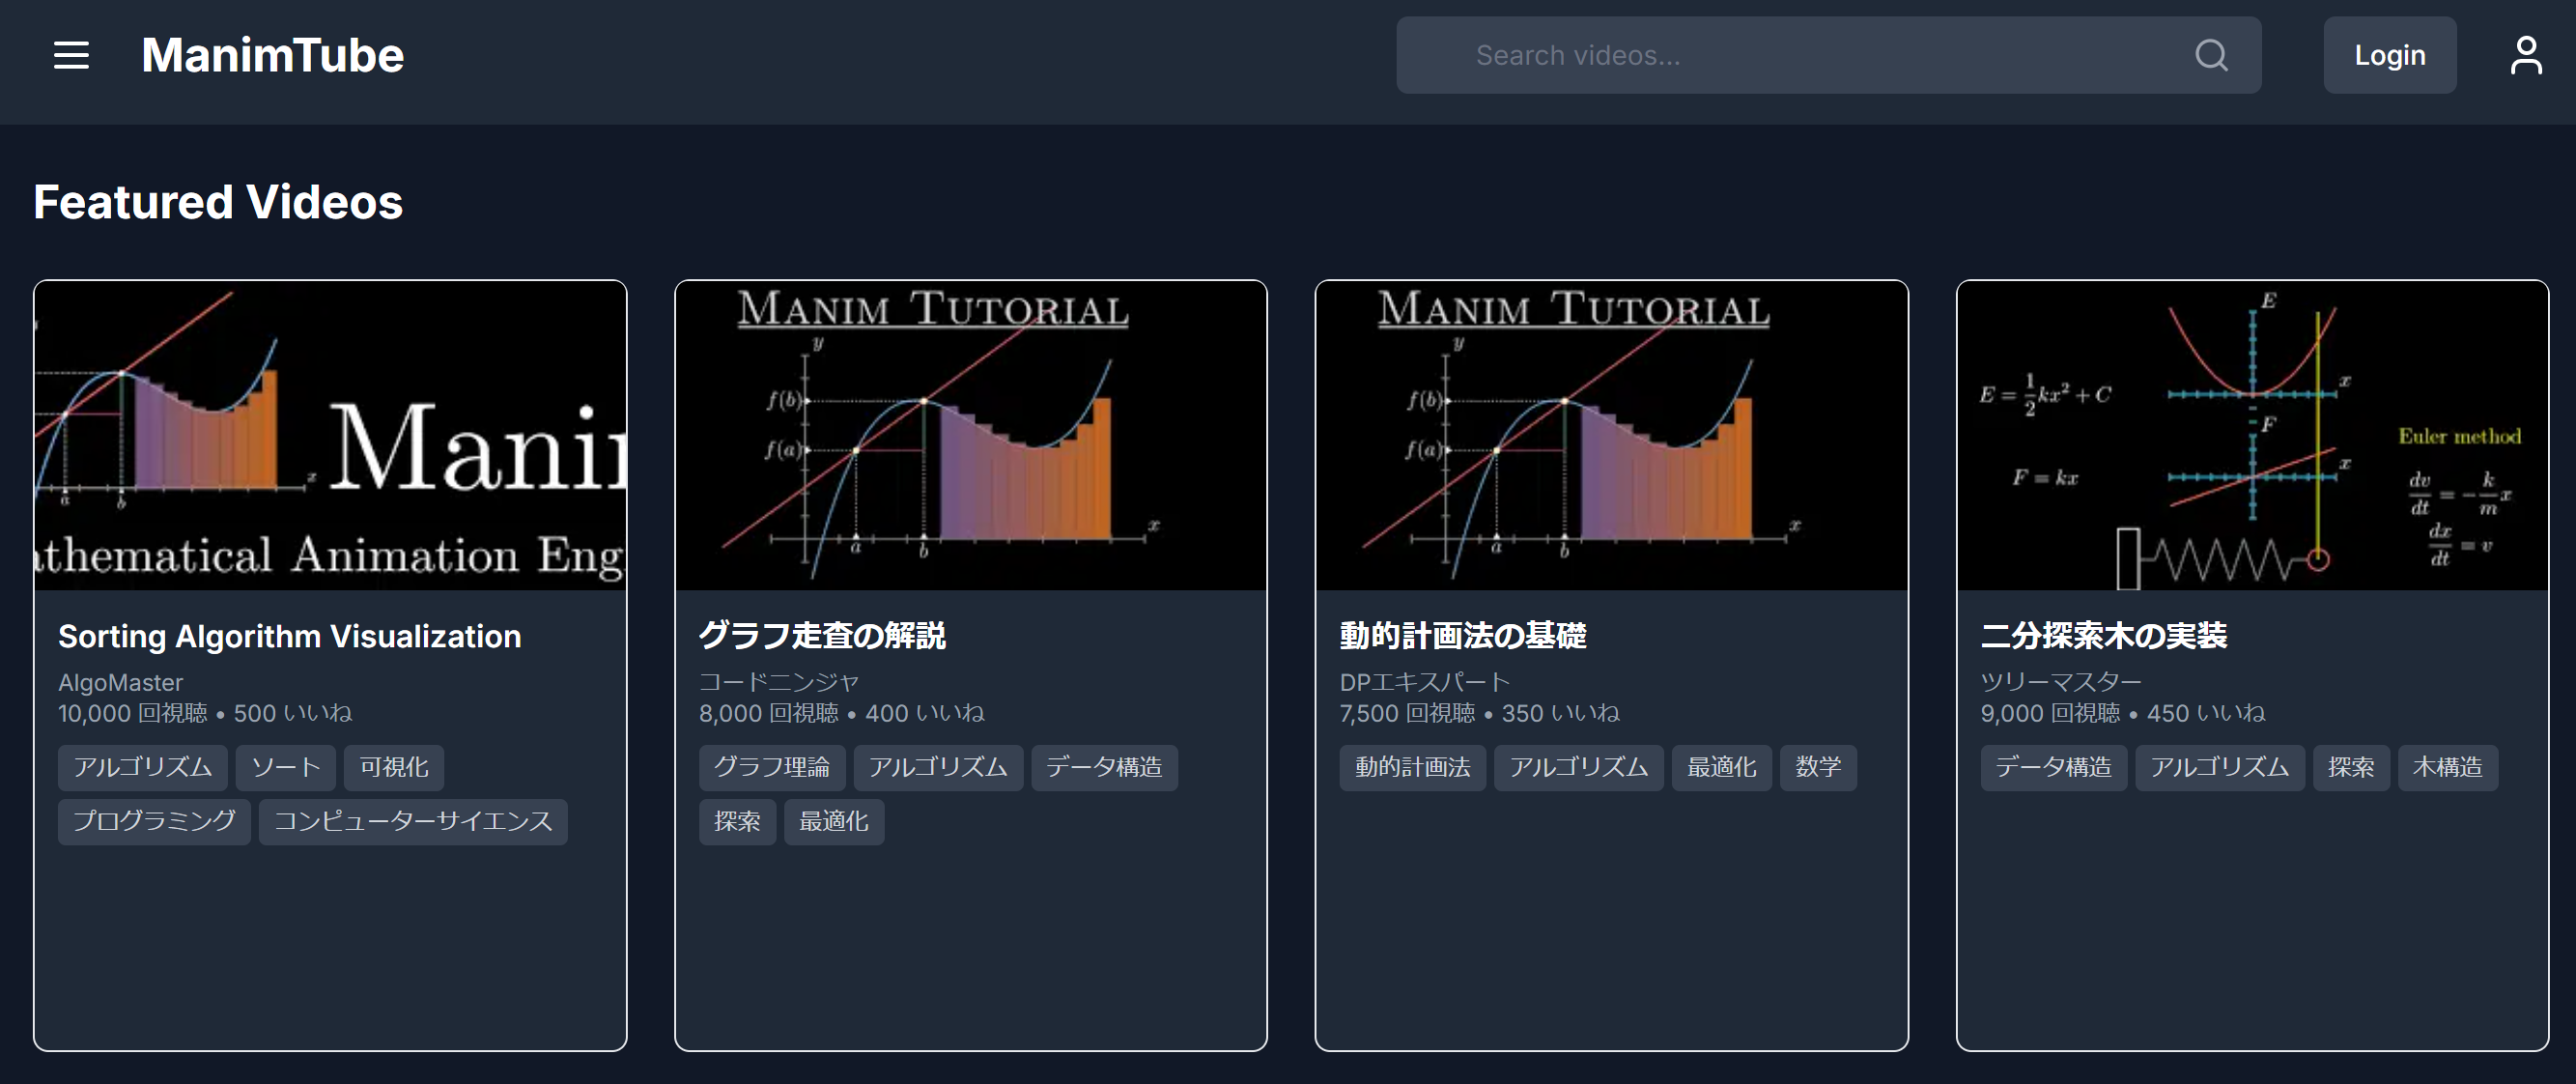 ManimTube
Search videos...
Login
Featured Videos
Manim
athematical Animation Eng
Sorting Algorithm Visualization
AlgoMaster
10,000 回視聴 • 500 いいね
アルゴリズム ソート 可視化
プログラミング コンピューターサイエンス
MANIM TUTORIAL
y
f(b)
f(a)
a b x
グラフ走査の解説
コードニンジャ
8,000 回視聴 • 400 いいね
グラフ理論 アルゴリズム データ構造
探索 最適化
MANIM TUTORIAL
y
f(b)
f(a)
a b x
動的計画法の基礎
DPエキスパート
7,500 回視聴 • 350 いいね
動的計画法 アルゴリズム 最適化 数学
E
x
E = 1/2 kx² + C
F
Euler method
x
F = kx
dv/dt = -k/m x
dx/dt = v
二分探索木の実装
ツリーマスター
9,000 回視聴 • 450 いいね
データ構造 アルゴリズム 探索 木構造